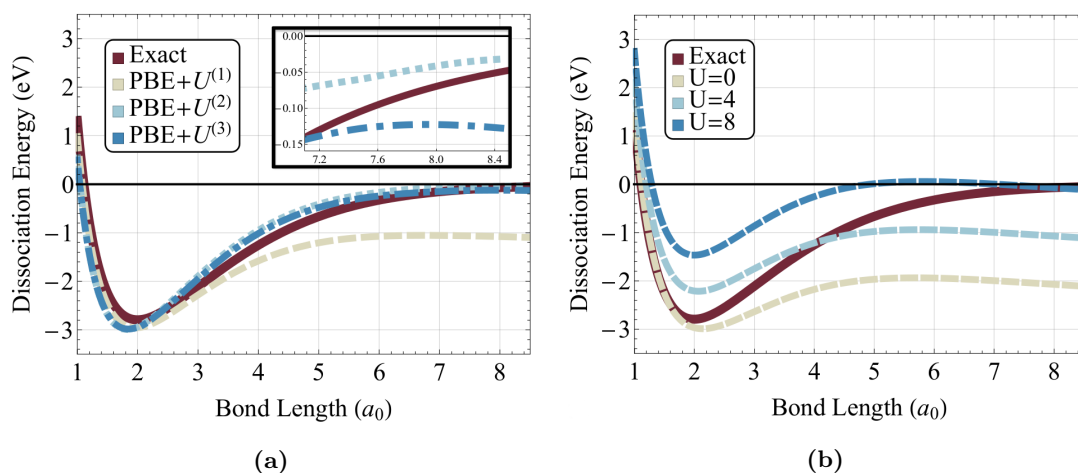 Dissociation Energy (eV)
3
2
1
0
−1
−2
−3
Exact
PBE+U(1)
PBE+U(2)
PBE+U(3)
0.00
−0.05
−0.10
−0.15
7.2 7.6 8.0 8.4
1 2 3 4 5 6 7 8
Bond Length (a0)
(a)
Dissociation Energy (eV)
3
2
1
0
−1
−2
−3
Exact
U=0
U=4
U=8
1 2 3 4 5 6 7 8
Bond Length (a0)
(b)